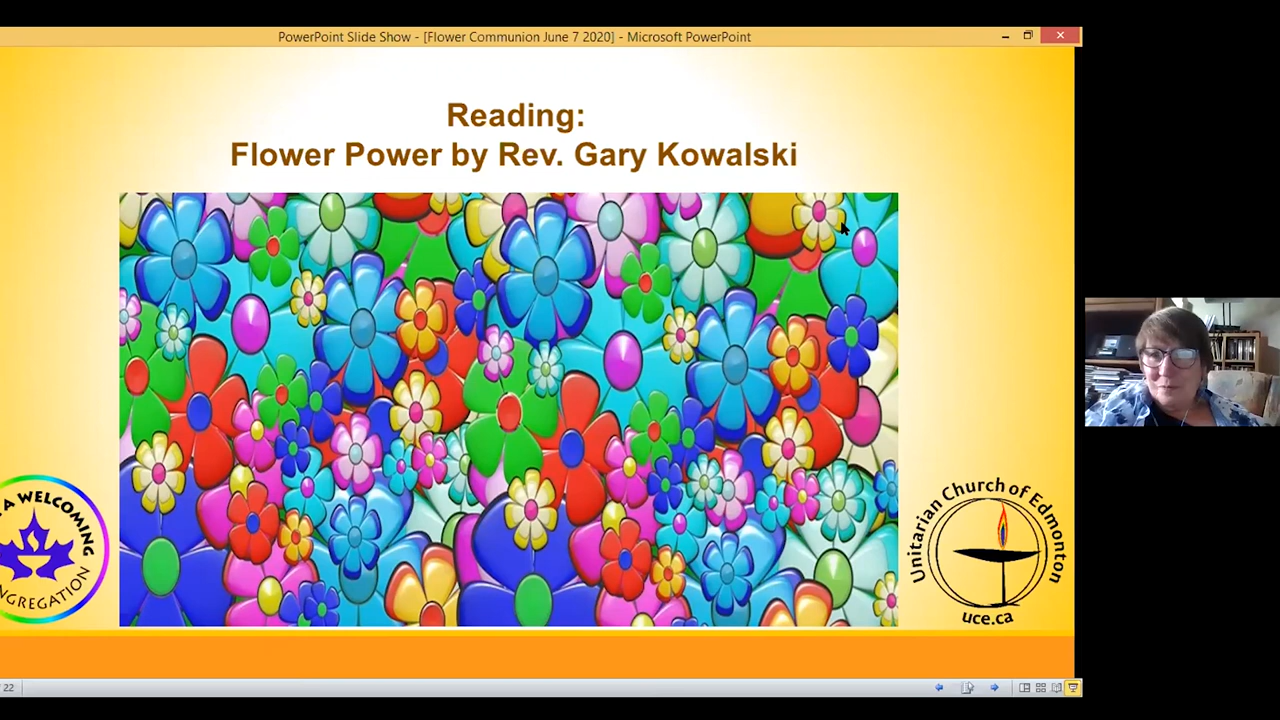 PowerPoint Slide Show - [Flower Communion June 7 2020] - Microsoft PowerPoint
Reading:
Flower Power by Rev. Gary Kowalski
A WELCOMING
Unitarian Church of Edmonton
uce.ca
22